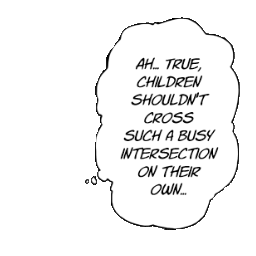 AH... TRUE,
CHILDREN
SHOULDN'T
CROSS
SUCH A BUSY
INTERSECTION
ON THEIR
OWN...